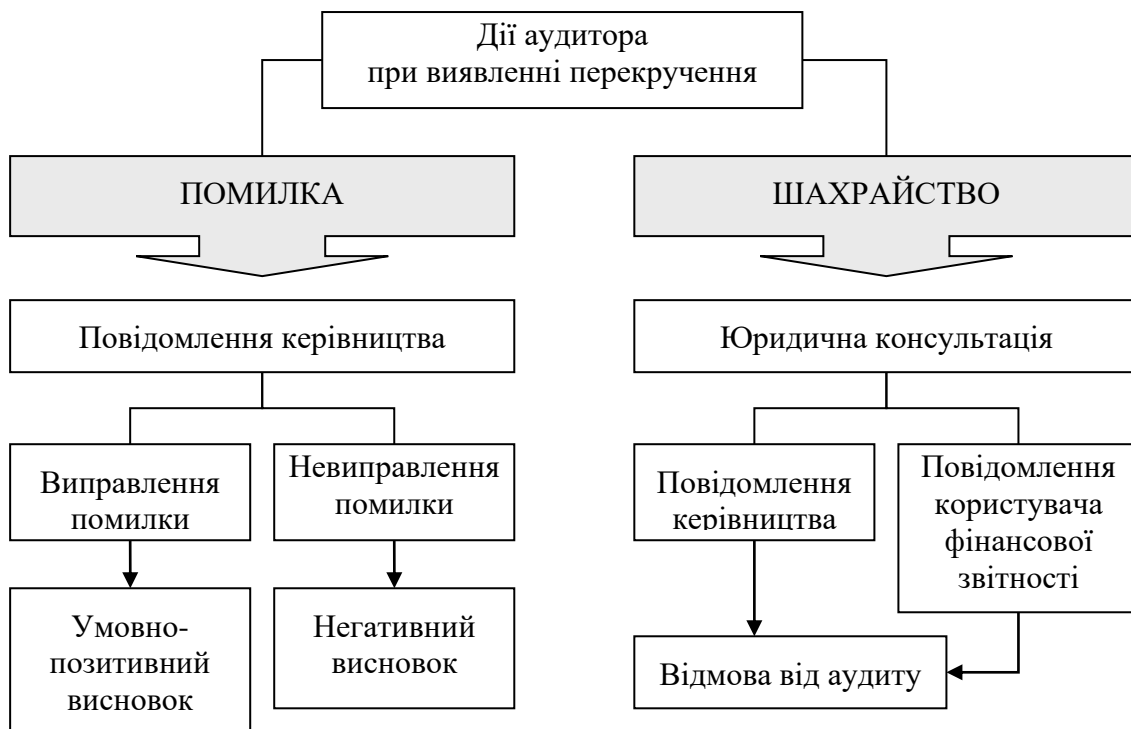 Дії аудитора
при виявленні перекручення
ПОМИЛКА
ШАХРАЙСТВО
Повідомлення керівництва
Юридична консультація
Виправлення
помилки
Невиправлення
помилки
Повідомлення
керівництва
Повідомлення
користувача
фінансової
звітності
Умовно-
позитивний
висновок
Негативний
висновок
Відмова від аудиту